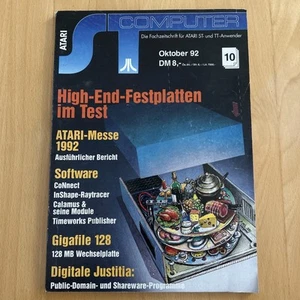 ATARI
ST COMPUTER
Die Fachzeitschrift für ATARI ST- und TT-Anwender
Oktober 92
DM 8,-
10
High-End-Festplatten
im Test
ATARI-Messe
1992
Ausführlicher Bericht
Software
CoNnect
InShape-Raytracer
Calamus &
seine Module
Timeworks Publisher
Gigafile 128
128 MB Wechselplatte
Digitale Justitia:
Public-Domain- und Shareware-Programme